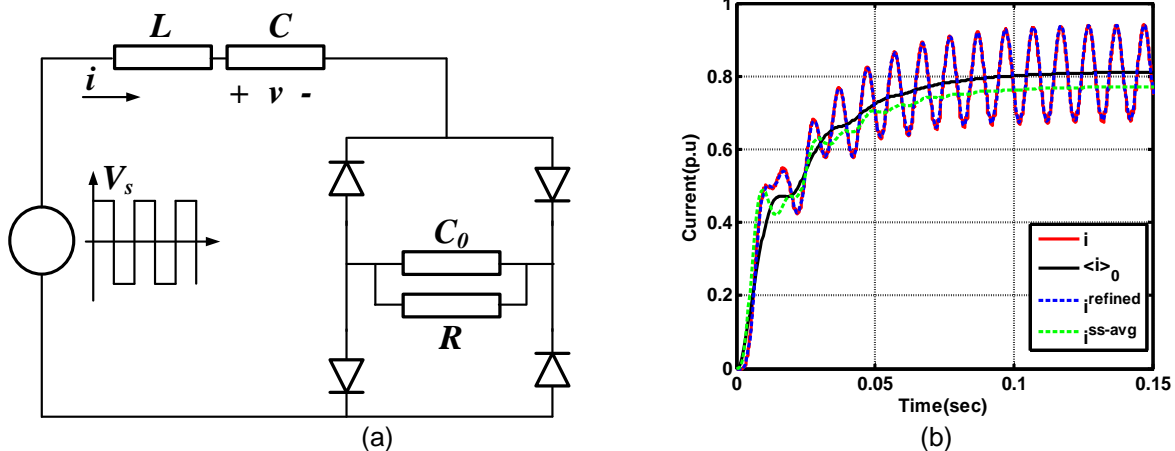 L C
i
+ v -
V_s
C_0
R
(a)
1
0.8
0.6
0.4
0.2
0
Current(p.u)
0 0.05 0.1 0.15
Time(sec)
i
<i>_0
i^refined
i^ss-avg
(b)